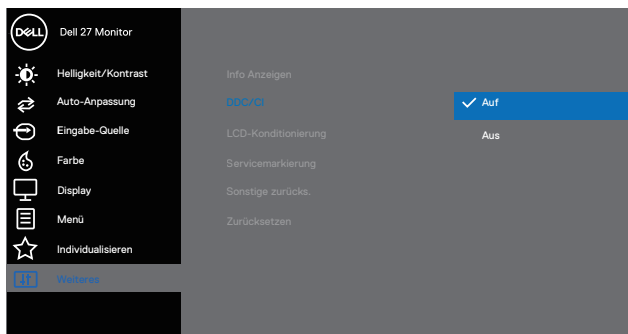 DELL
Dell 27 Monitor
Helligkeit/Kontrast
Auto-Anpassung
Eingabe-Quelle
Farbe
Display
Menü
Individualisieren
Weiteres
Info Anzeigen
DDC/CI
LCD-Konditionierung
Servicemarkierung
Sonstige zurücks.
Zurücksetzen
Auf
Aus